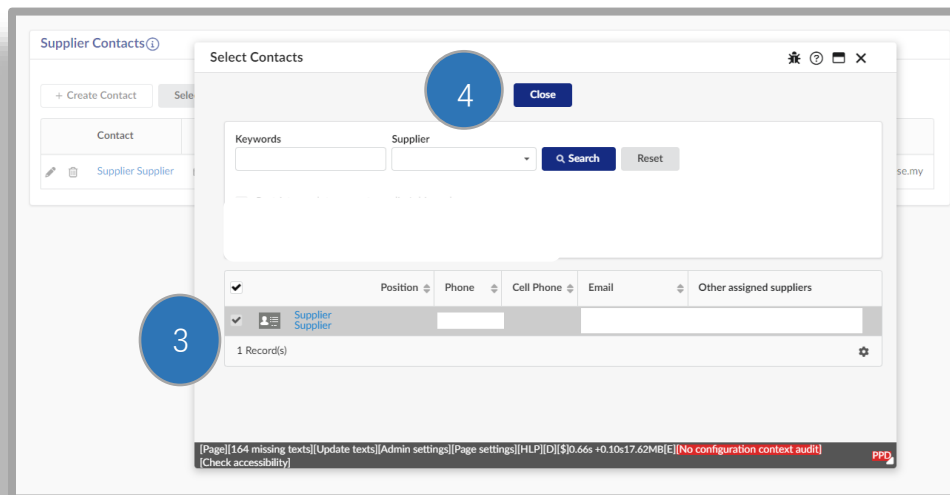 Supplier Contacts
+ Create Contact
Sele
Contact
Supplier Supplier
se.my
Select Contacts
4
Close
Keywords
Supplier
Search
Reset
Position
Phone
Cell Phone
Email
Other assigned suppliers
3
Supplier
Supplier
1 Record(s)
[Page][164 missing texts][Update texts][Admin settings][Page settings][HLP][D][$]0.66s +0.10s17.62MB[E][No configuration context audit]
[Check accessibility]
PPD